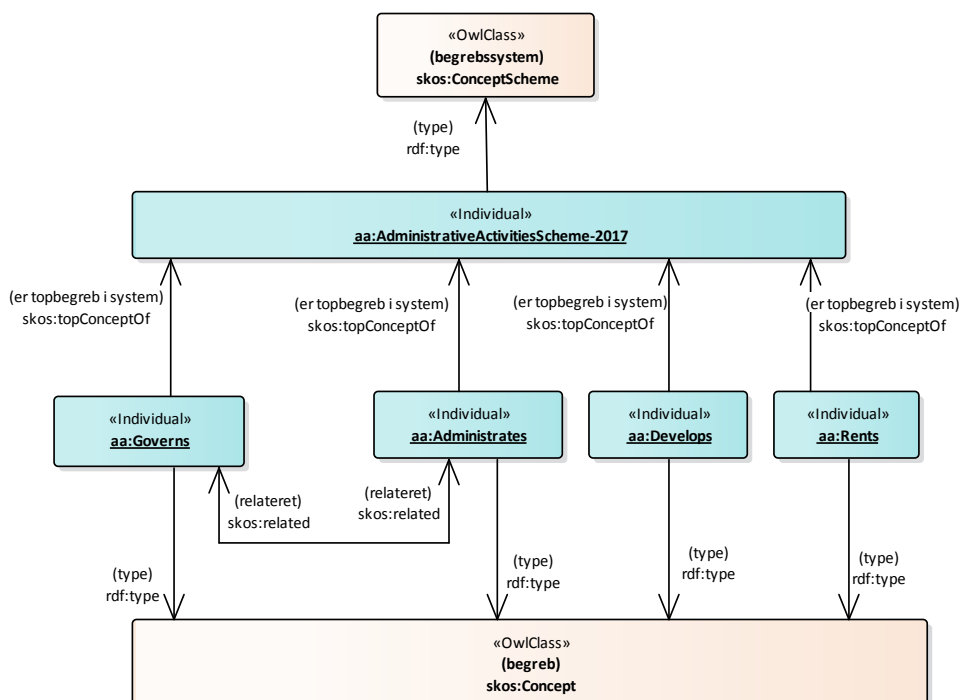 «OwlClass»
(begrebssystem)
skos:ConceptScheme
(type)
rdf:type
«Individual»
aa:AdministrativeActivitiesScheme-2017
(er topbegreb i system)
skos:topConceptOf
(er topbegreb i system)
skos:topConceptOf
(er topbegreb i system)
skos:topConceptOf
(er topbegreb i system)
skos:topConceptOf
«Individual»
aa:Governs
«Individual»
aa:Administrates
«Individual»
aa:Develops
«Individual»
aa:Rents
(relateret)
skos:related
(relateret)
skos:related
(type)
rdf:type
(type)
rdf:type
(type)
rdf:type
(type)
rdf:type
«OwlClass»
(begreb)
skos:Concept